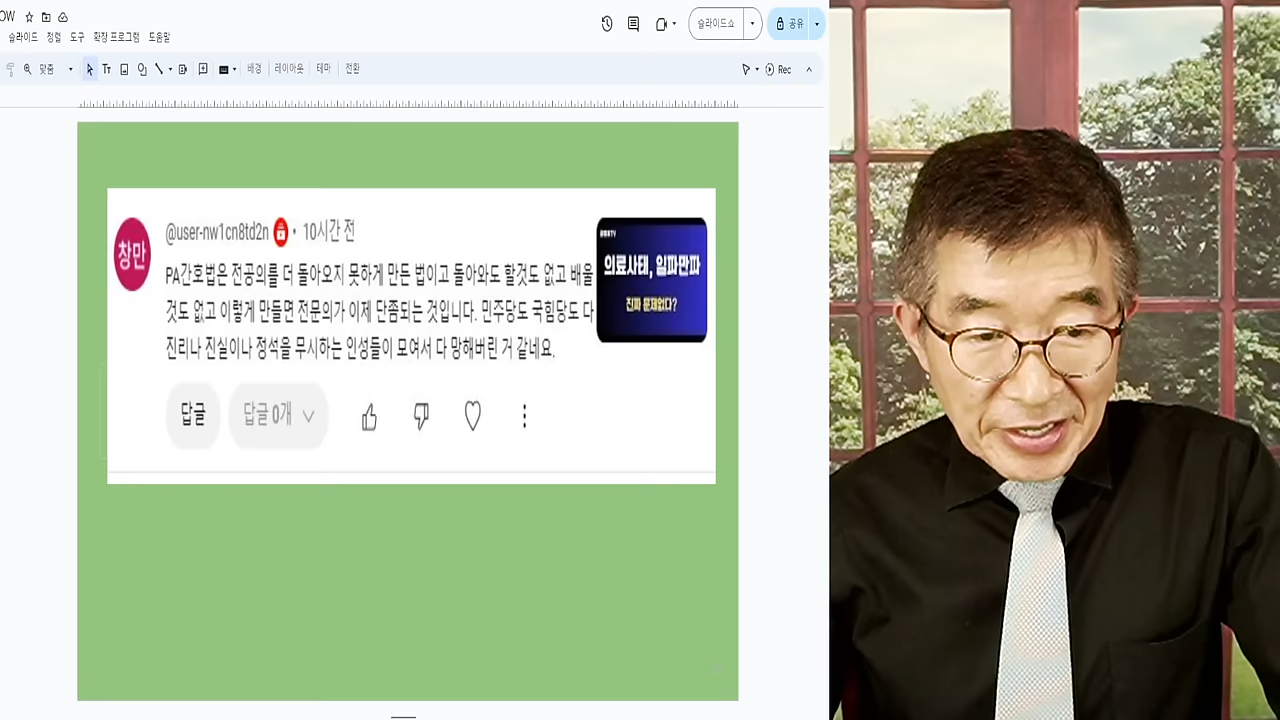 OW
슬라이드 정렬 도구 확장 프로그램 도움말
슬라이드쇼
공유
맞춤
Tт
배경 레이아웃 테마 전환
Rec
창만
@user-nw1cn8td2n · 10시간 전
PA간호법은 전공의를 더 돌아오지 못하게 만든 법이고 돌아와도 할것도 없고 배울
것도 없고 이렇게 만들면 전문의가 이제 단종되는 것입니다. 민주당도 국힘당도 다
진리나 진실이나 정석을 무시하는 인성들이 모여서 다 망해버린 거 같네요.
의료사태, 일파만파
진짜 문제없다?
답글
답글 0개